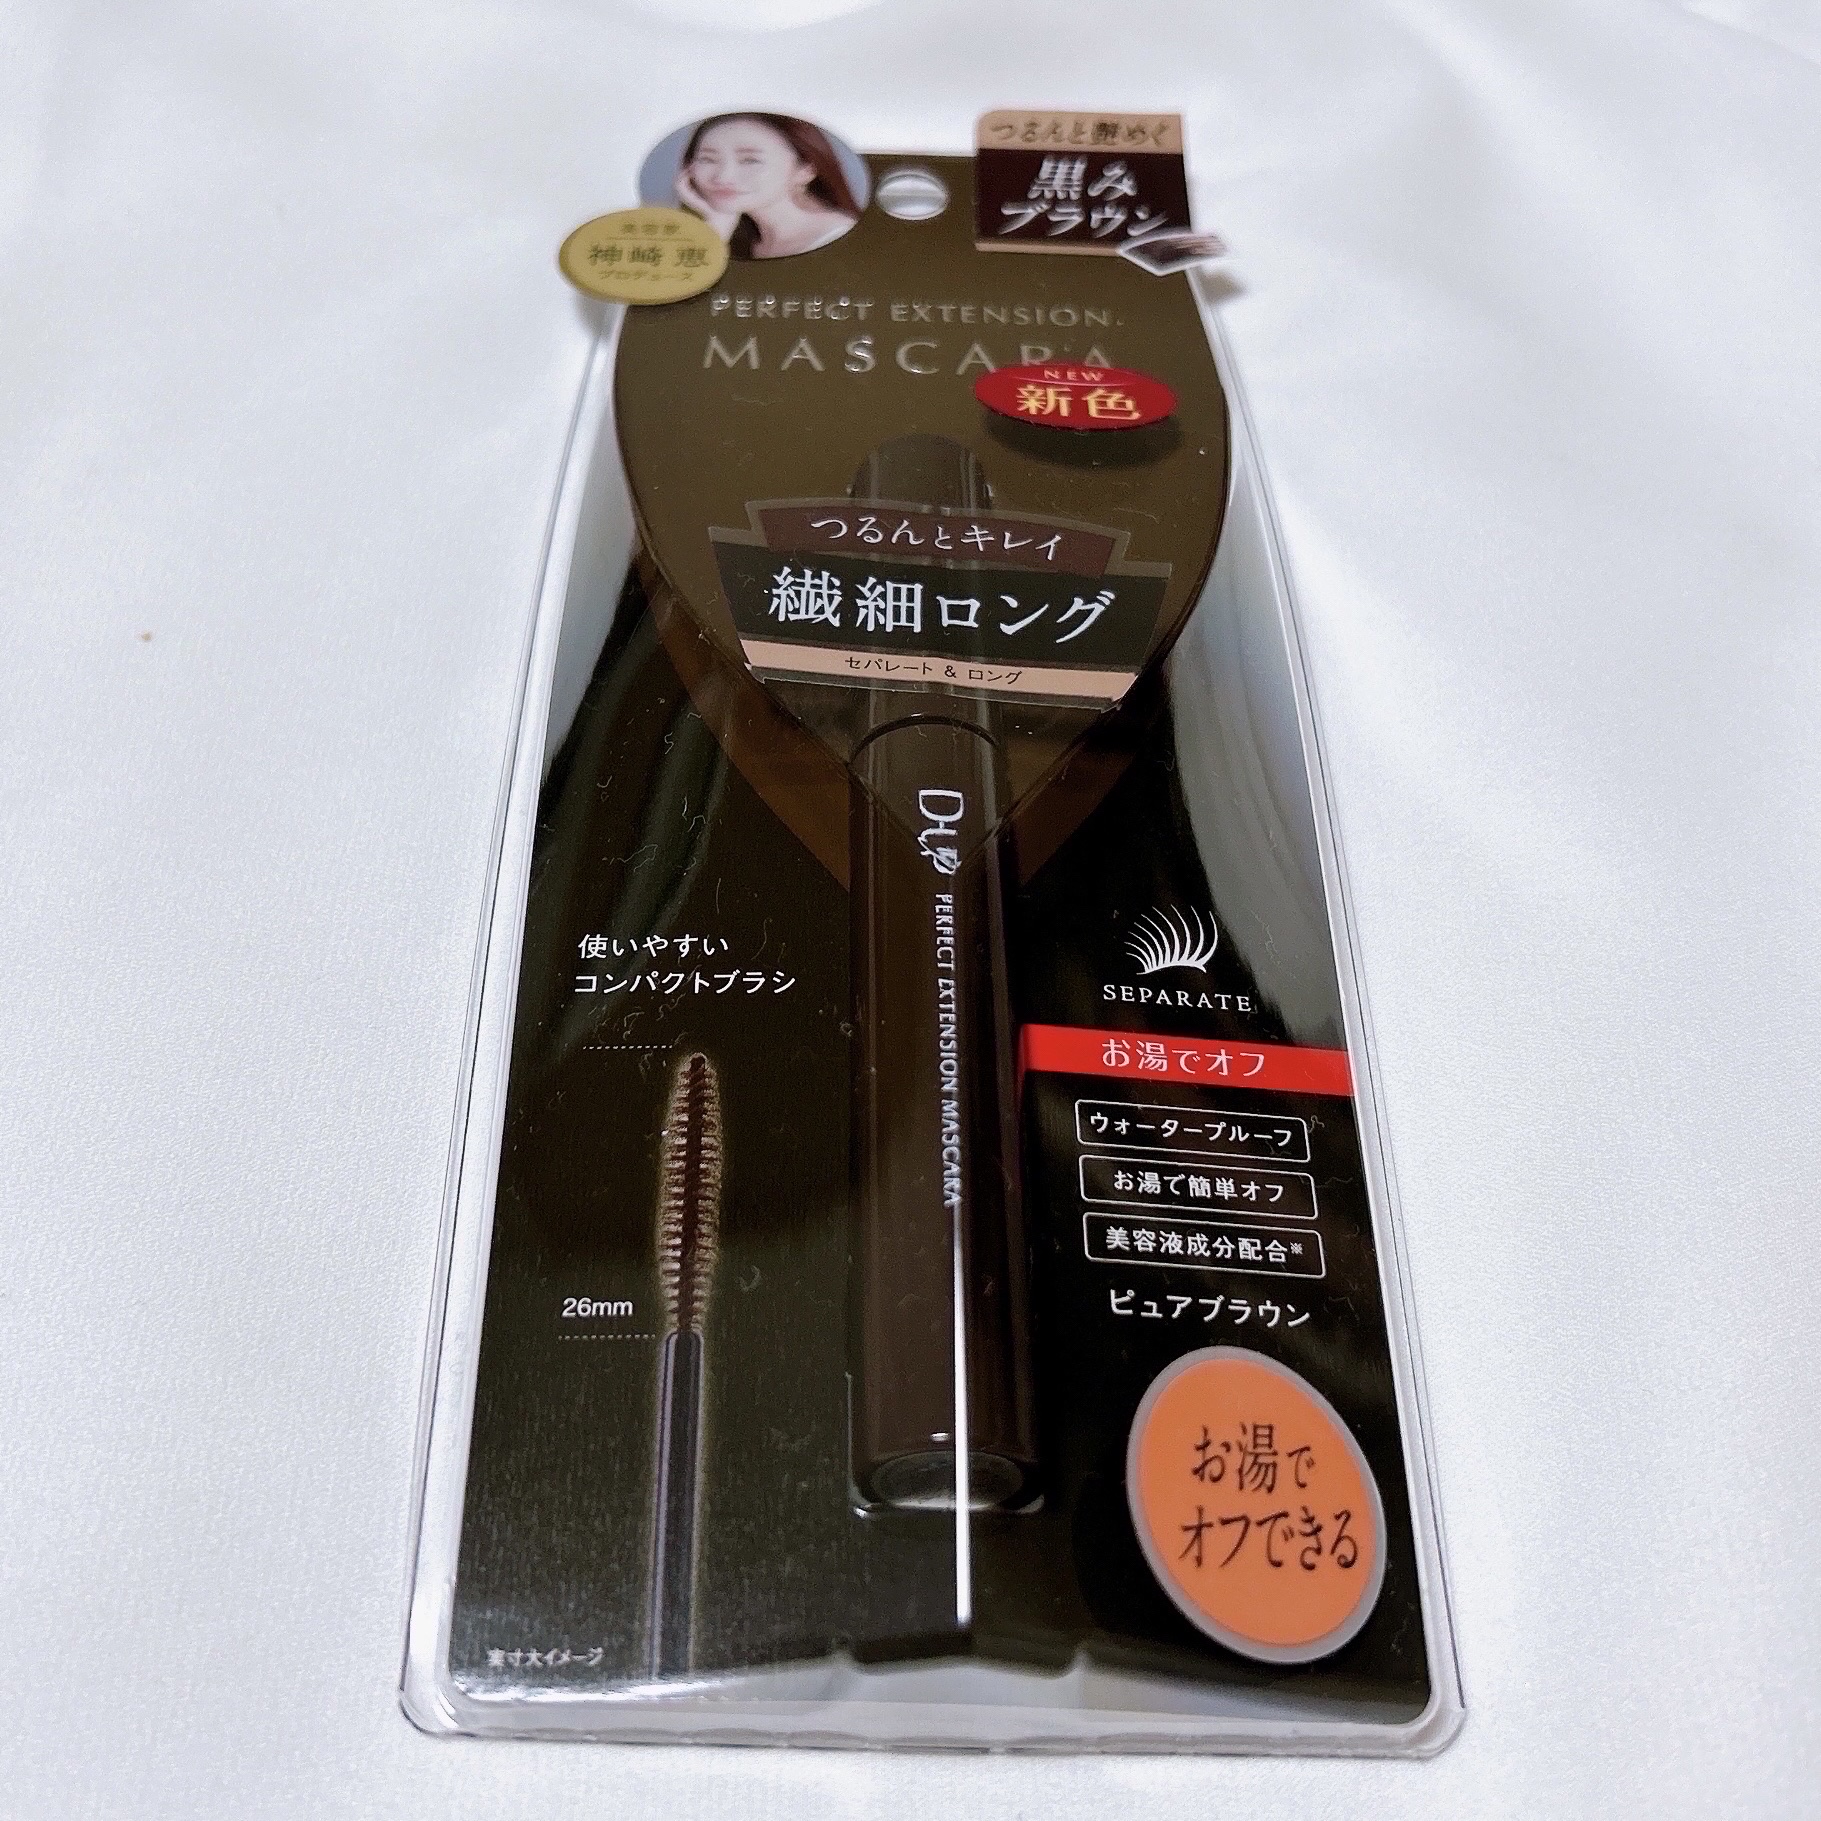 美容家
神崎 恵
プロデュース
つるんと艶めく
黒み
ブラウン
PERFECT EXTENSION
MASCARA
NEW
新色
つるんとキレイ
繊細ロング
セパレート & ロング
D.U.P PERFECT EXTENSION MASCARA
使いやすい
コンパクトブラシ
26mm
実寸大イメージ
SEPARATE
お湯でオフ
ウォータープルーフ
お湯で簡単オフ
美容液成分配合※
ピュアブラウン
お湯で
オフできる